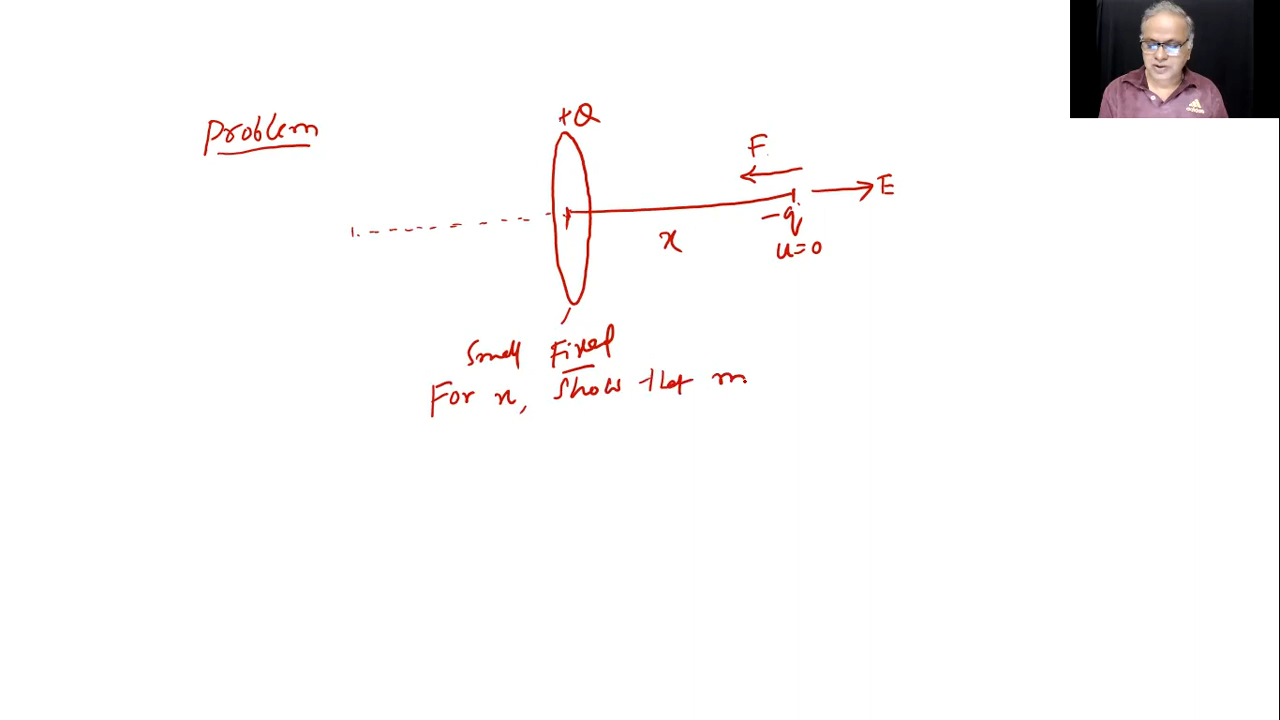 Problem
+Q
F
E
-q
x
u=0
Small Fixed
For x, Show that m